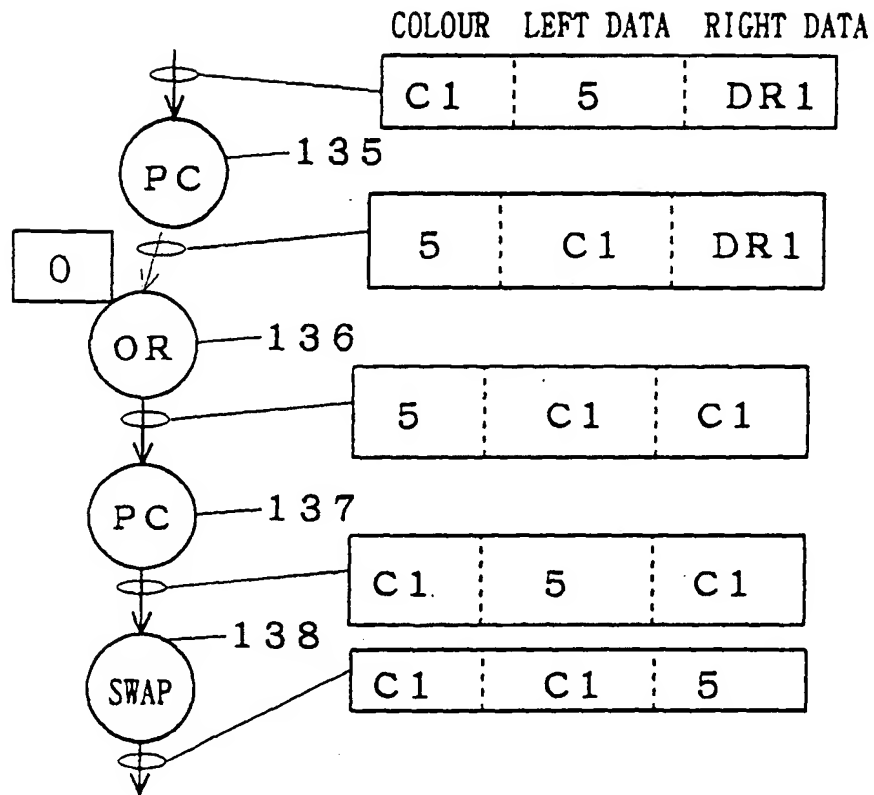 COLOUR LEFT DATA RIGHT DATA
C1 5 DR1
PC 135
5 C1 DR1
0
OR 136
5 C1 C1
PC 137
C1 5 C1
SWAP 138
C1 C1 5